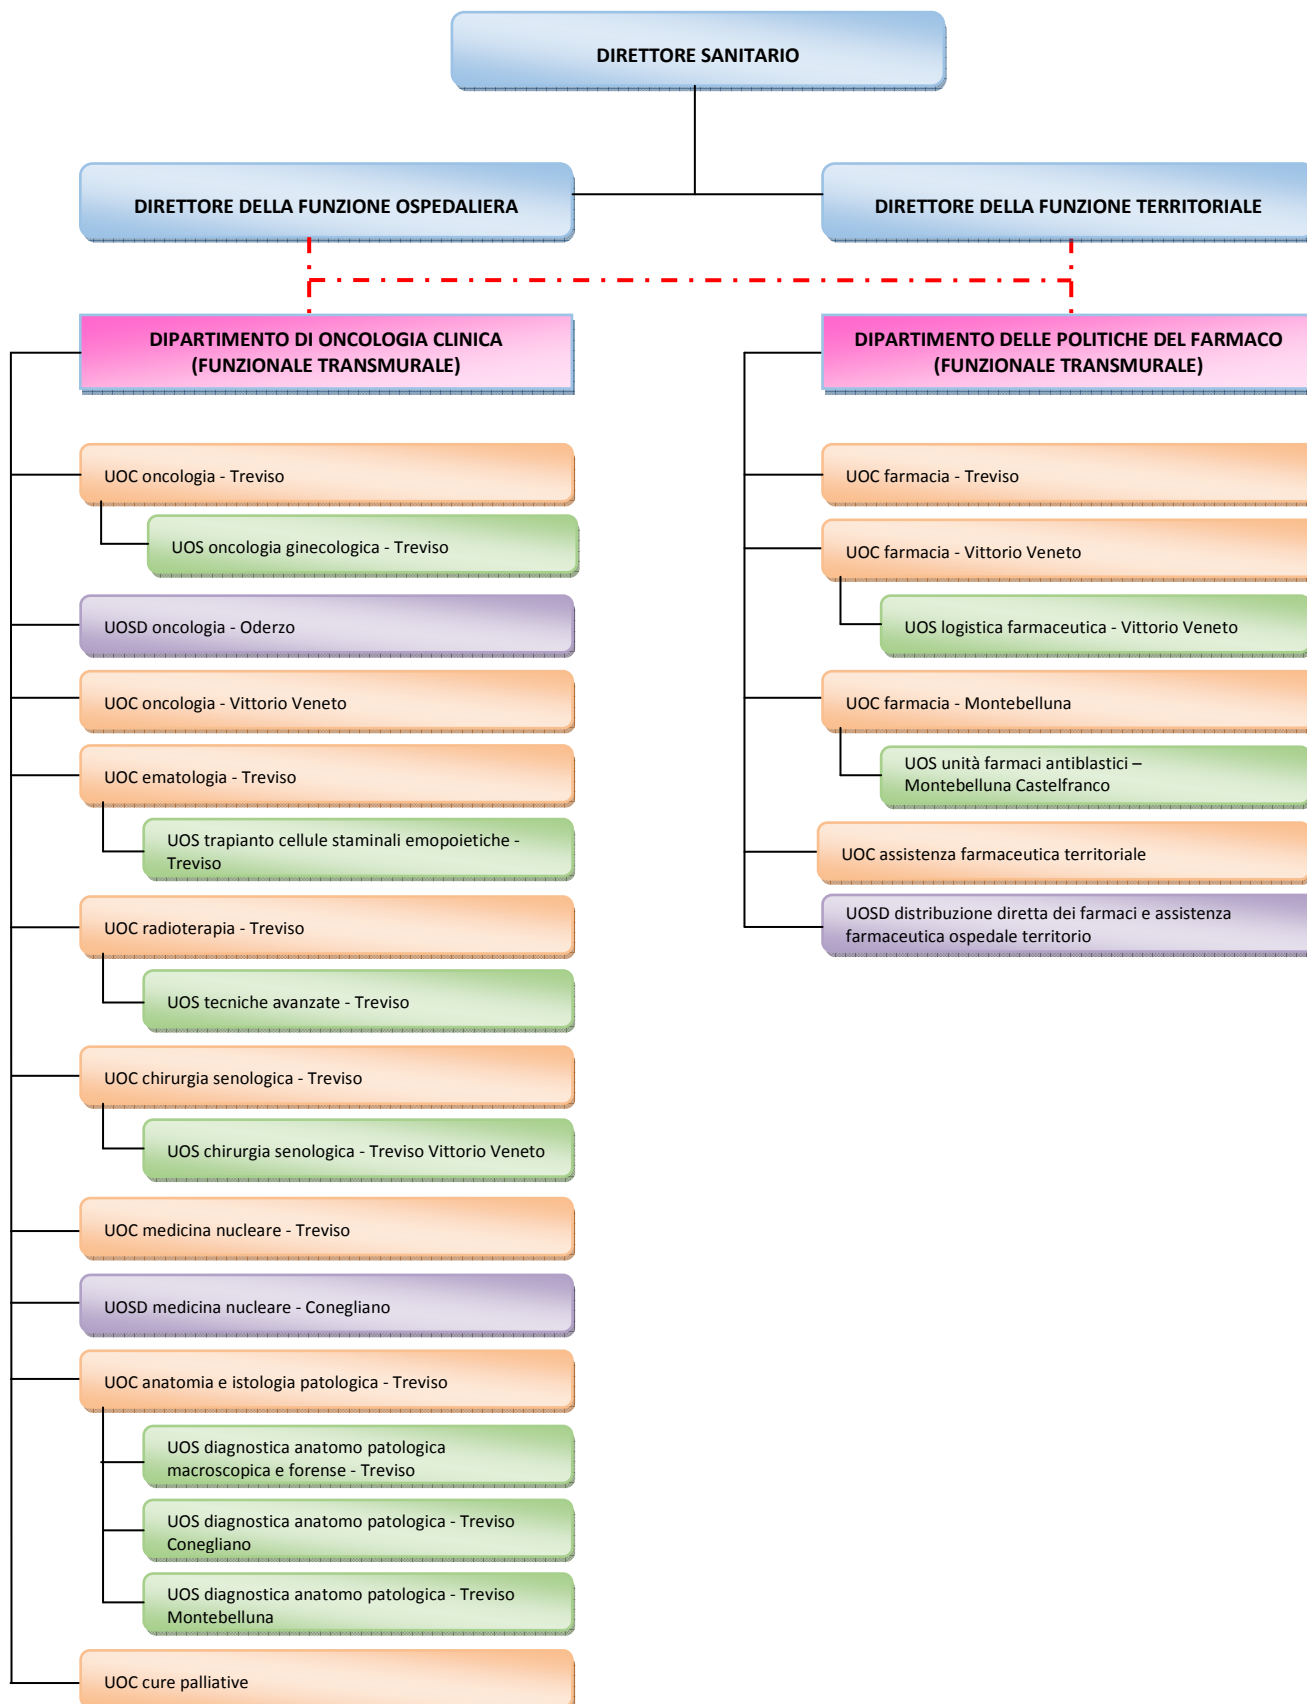 DIRETTORE SANITARIO
DIRETTORE DELLA FUNZIONE OSPEDALIERA
DIRETTORE DELLA FUNZIONE TERRITORIALE
DIPARTIMENTO DI ONCOLOGIA CLINICA
(FUNZIONALE TRANSMURALE)
UOC oncologia - Treviso
UOS oncologia ginecologica - Treviso
UOSD oncologia - Oderzo
UOC oncologia - Vittorio Veneto
UOC ematologia - Treviso
UOS trapianto cellule staminali emopoietiche -
Treviso
UOC radioterapia - Treviso
UOS tecniche avanzate - Treviso
UOC chirurgia senologica - Treviso
UOS chirurgia senologica - Treviso Vittorio Veneto
UOC medicina nucleare - Treviso
UOSD medicina nucleare - Conegliano
UOC anatomia e istologia patologica - Treviso
UOS diagnostica anatomo patologica
macroscopica e forense - Treviso
UOS diagnostica anatomo patologica - Treviso
Conegliano
UOS diagnostica anatomo patologica - Treviso
Montebelluna
UOC cure palliative
DIPARTIMENTO DELLE POLITICHE DEL FARMACO
(FUNZIONALE TRANSMURALE)
UOC farmacia - Treviso
UOC farmacia - Vittorio Veneto
UOS logistica farmaceutica - Vittorio Veneto
UOC farmacia - Montebelluna
UOS unità farmaci antiblastici –
Montebelluna Castelfranco
UOC assistenza farmaceutica territoriale
UOSD distribuzione diretta dei farmaci e assistenza
farmaceutica ospedale territorio